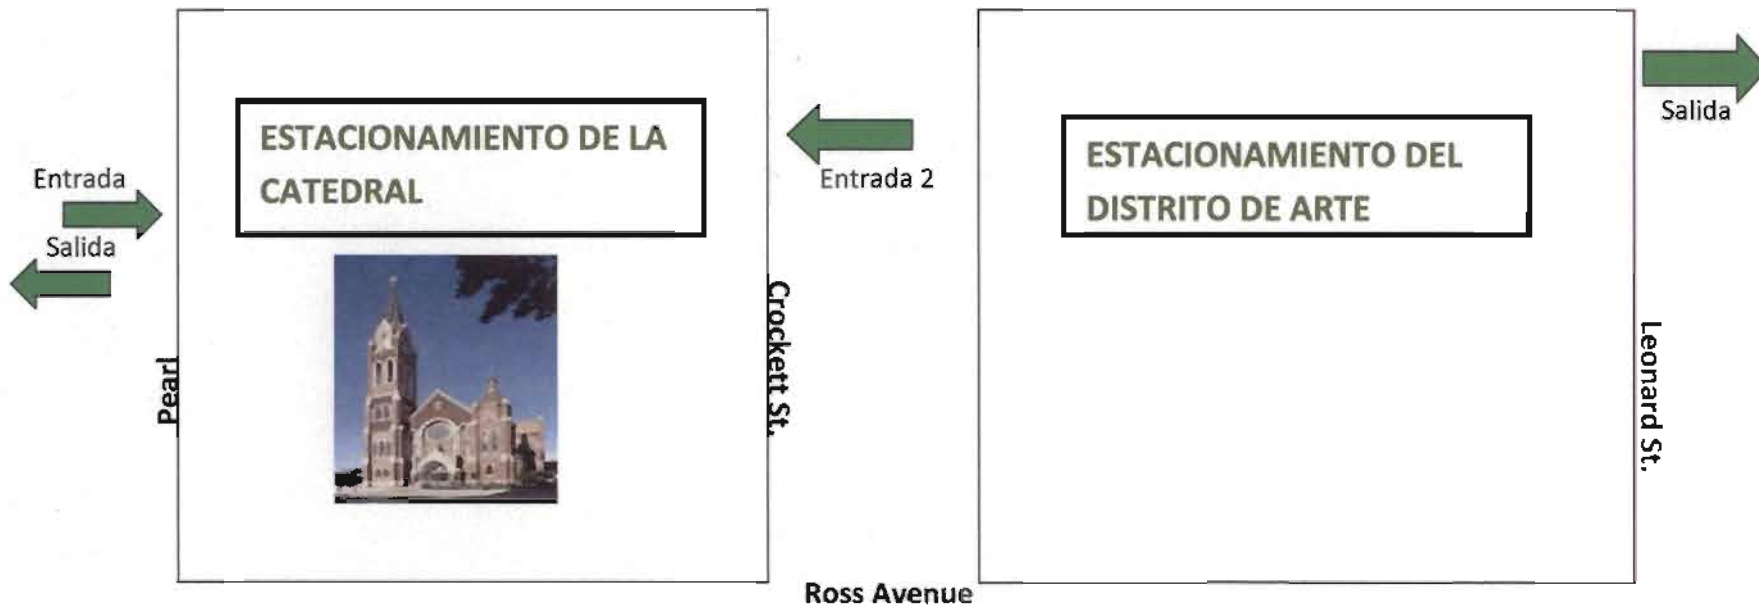 Salida
ESTACIONAMIENTO DE LA
CATEDRAL
Entrada
Salida
Entrada 2
ESTACIONAMIENTO DEL
DISTRITO DE ARTE
Pearl
Crockett St.
Leonard St.
Ross Avenue